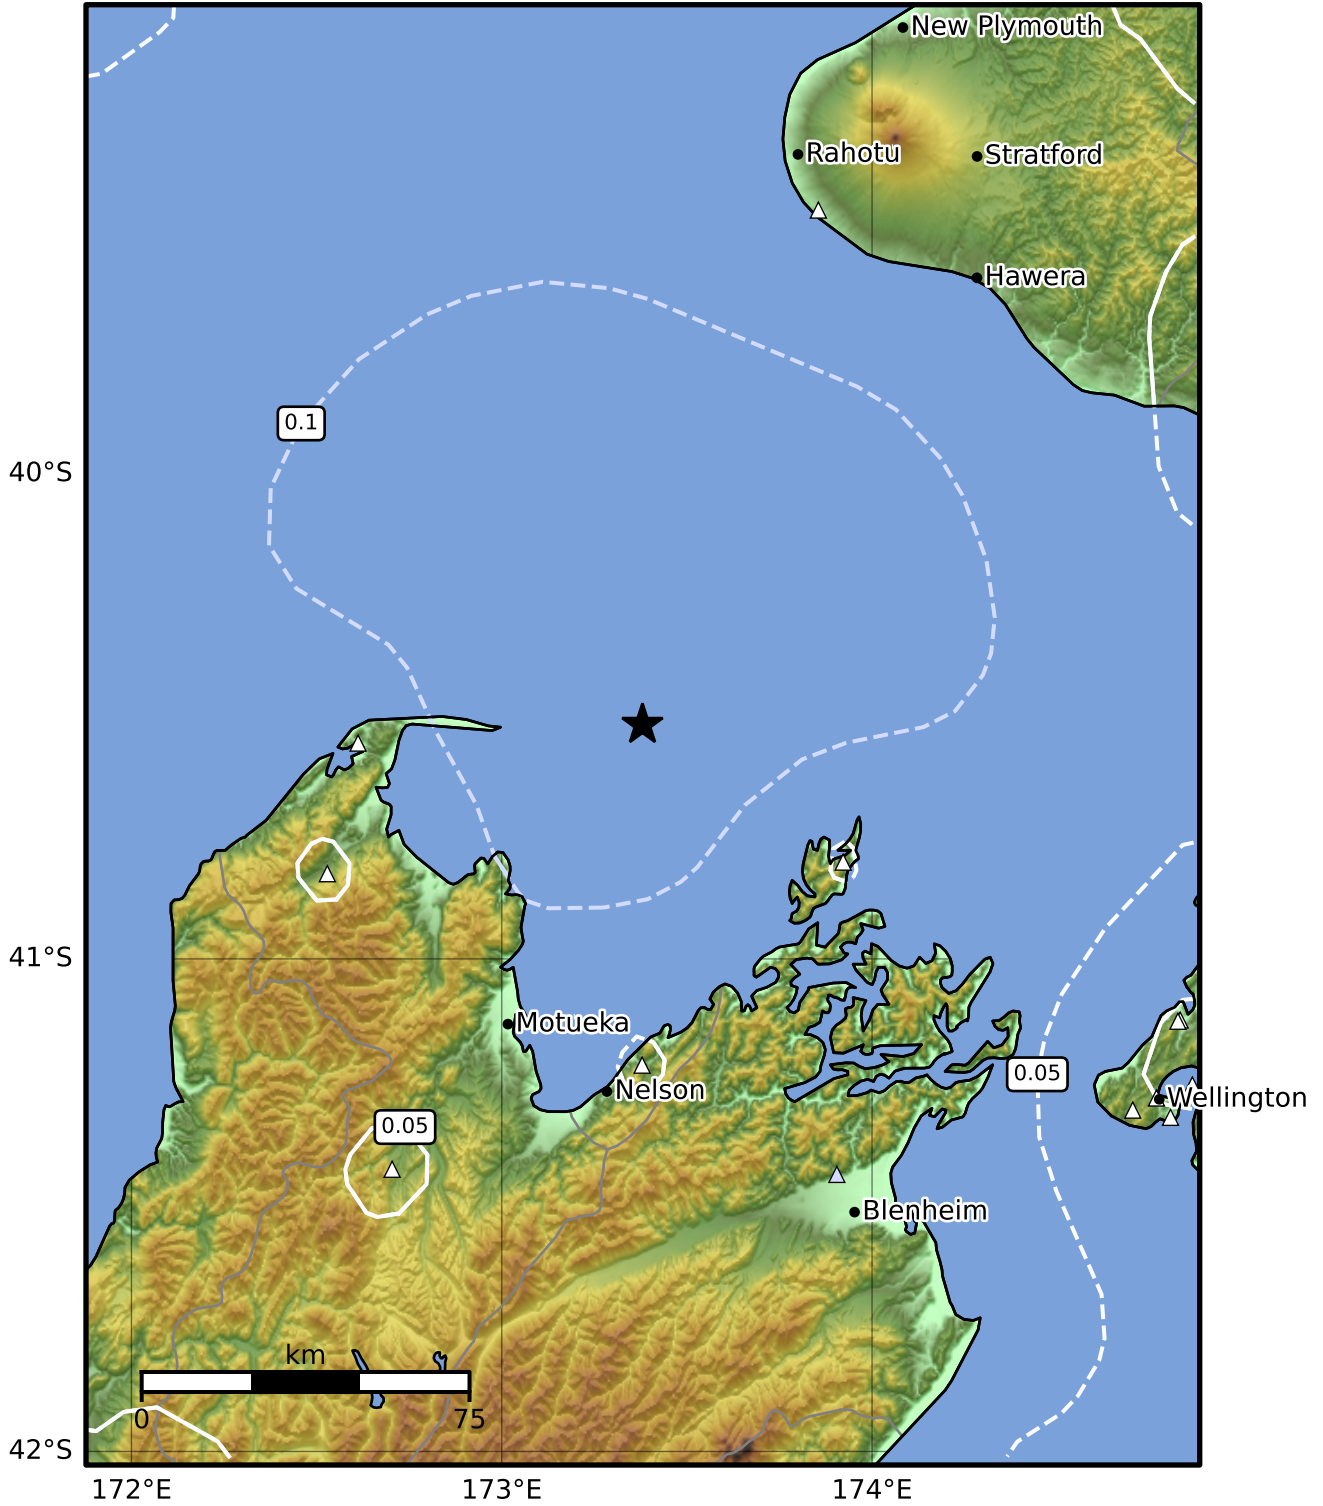 New Plymouth
Rahotu
Stratford
Hawera
0.1
40°S
41°S
Motueka
0.05
Nelson
Wellington
0.05
Blenheim
km
0
75
42°S
172°E
173°E
174°E